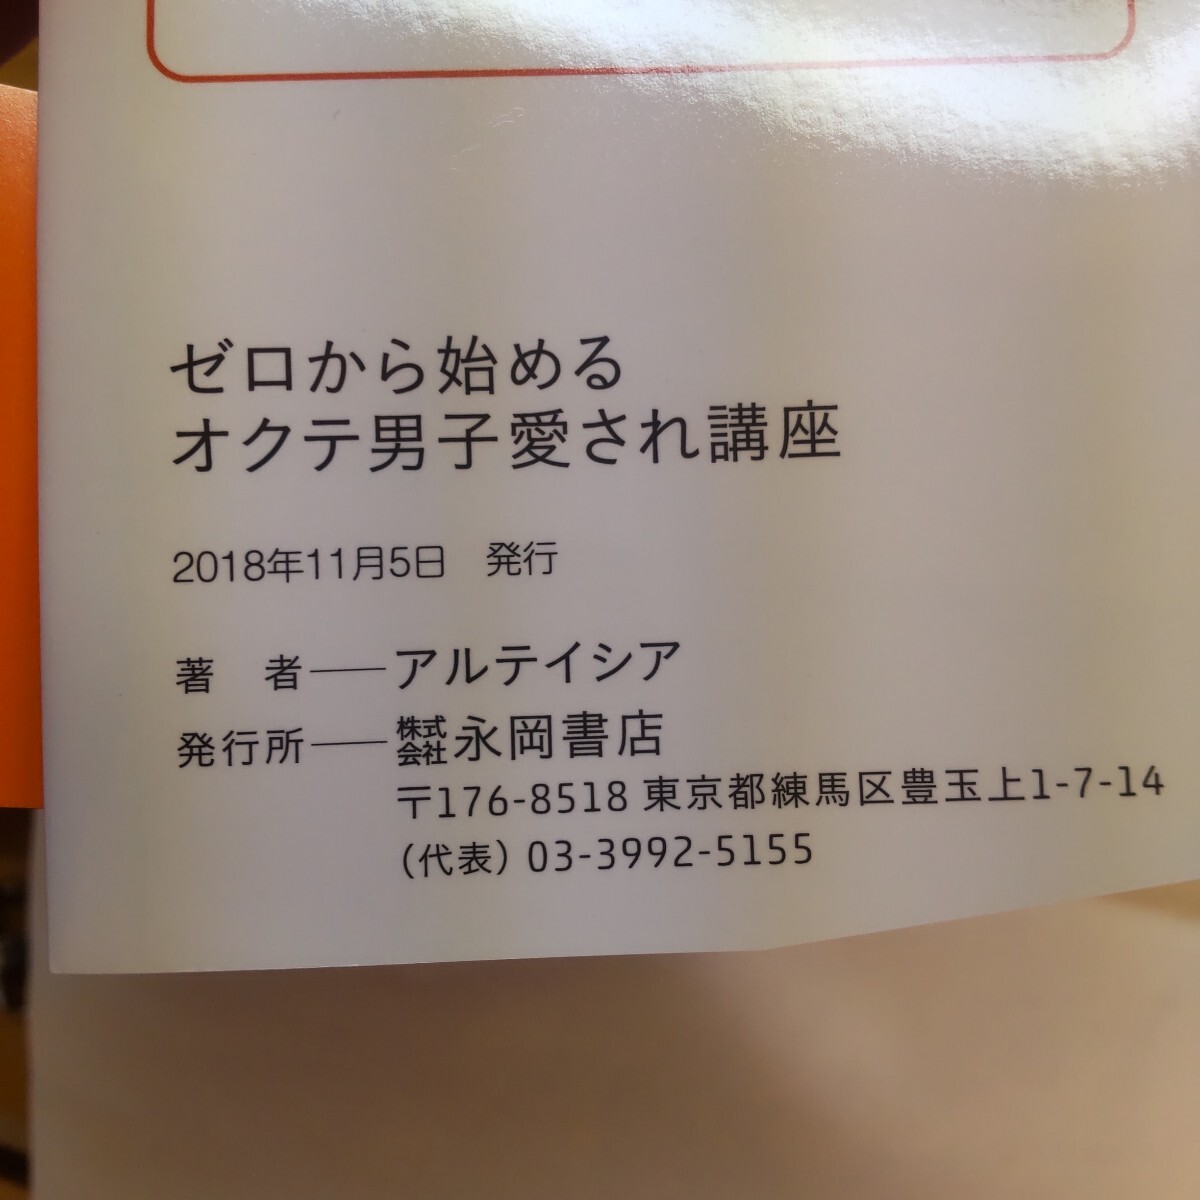 ゼロから始める
オクテ男子愛され講座
2018年11月5日　発行
著　者──アルテイシア
発行所──株式会社永岡書店
〒176-8518 東京都練馬区豊玉上1-7-14
（代表）03-3992-5155